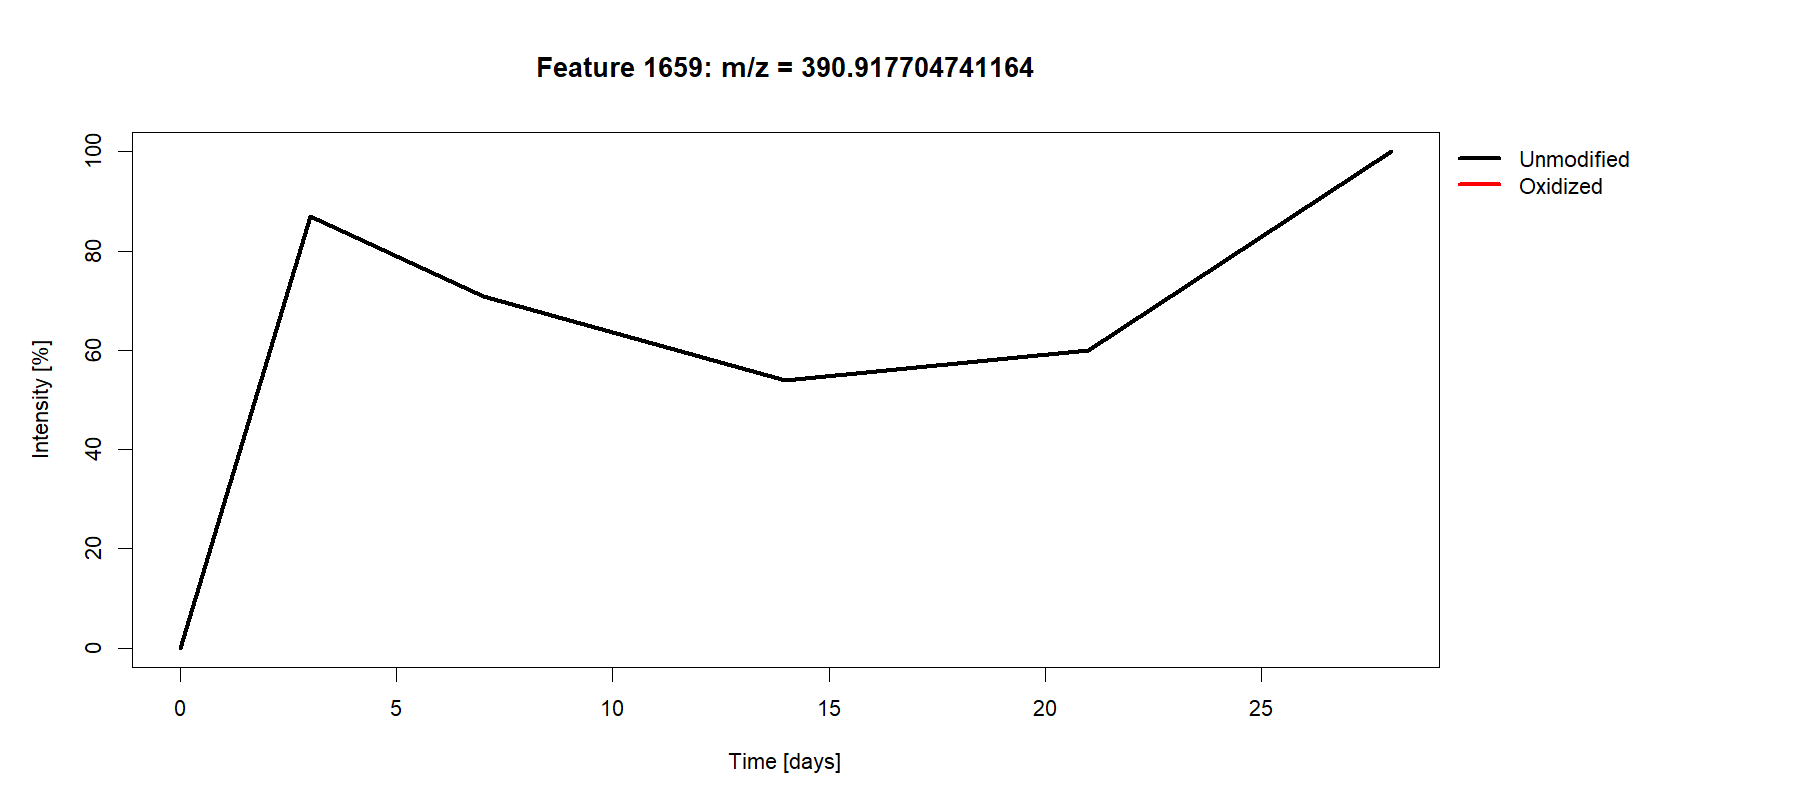 Feature 1659: m/z = 390.917704741164
Unmodified
Oxidized
Intensity [%]
100
80
60
40
20
0
0 5 10 15 20 25
Time [days]